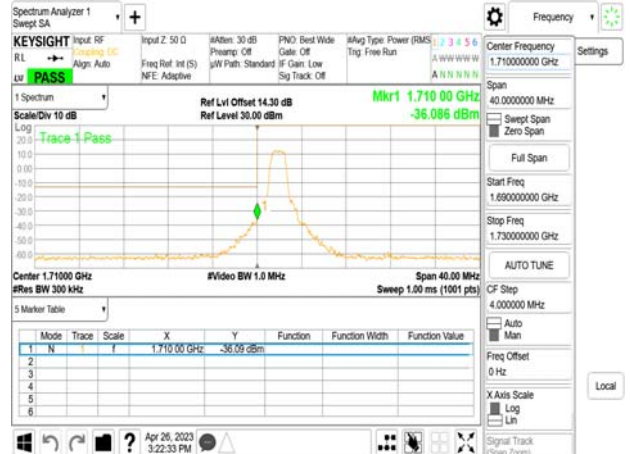 Spectrum Analyzer 1
Swept SA
+
Frequency
KEYSIGHT Input: RF Input Z: 50 Ω #Atten: 30 dB PNO: Best Wide #Avg Type: Power (RMS 1 2 3 4 5 6
RL Coupling: DC Preamp: Off Gate: Off Trig: Free Run A W W W W W
Align: Auto Freq Ref: Int (S) µW Path: Standard IF Gain: Low
PASS NFE: Adaptive Sig Track: Off A N N N N N
1 Spectrum
Ref Lvl Offset 14.30 dB Mkr1 1.710 00 GHz
Scale/Div 10 dB Ref Level 30.00 dBm -36.086 dBm
Log
Trace 1 Pass
20.0
10.0
0.00
-10.0
-20.0
-30.0
-40.0
-50.0
-60.0
1
Center 1.71000 GHz #Video BW 1.0 MHz Span 40.00 MHz
#Res BW 300 kHz Sweep 1.00 ms (1001 pts)
5 Marker Table
Mode Trace Scale X Y Function Function Width Function Value
1 N 1 f 1.710 00 GHz -36.09 dBm
2
3
4
5
6
Apr 26, 2023
3:22:33 PM
?
Center Frequency
1.710000000 GHz
Settings
Span
40.0000000 MHz
Swept Span
Zero Span
Full Span
Start Freq
1.690000000 GHz
Stop Freq
1.730000000 GHz
AUTO TUNE
CF Step
4.000000 MHz
Auto
Man
Freq Offset
0 Hz
Local
X Axis Scale
Log
Lin
Signal Track
(Span Zoom)